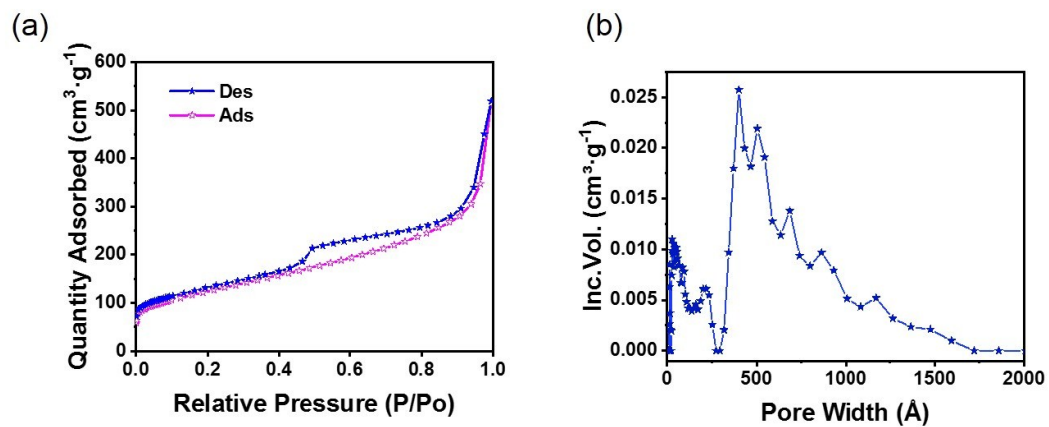 (a)
600
500
400
300
200
100
0
Quantity Adsorbed (cm³·g⁻¹)
Des
Ads
0.0 0.2 0.4 0.6 0.8 1.0
Relative Pressure (P/Po)
(b)
0.025
0.020
0.015
0.010
0.005
0.000
Inc.Vol. (cm³·g⁻¹)
0 500 1000 1500 2000
Pore Width (Å)